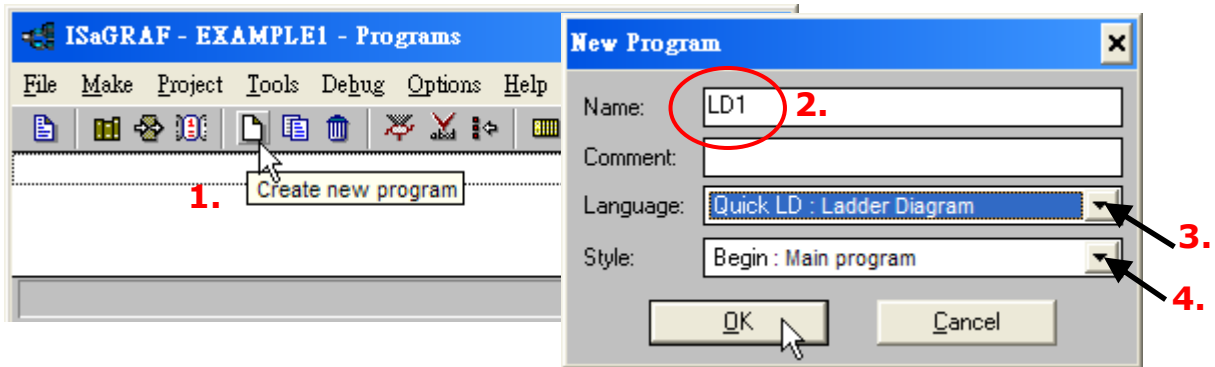 ISaGRAF - EXAMPLE1 - Programs
File Make Project Tools Debug Options Help
1.
Create new program
New Program
Name: LD1
2.
Comment:
Language: Quick LD : Ladder Diagram
3.
Style: Begin : Main program
4.
OK Cancel